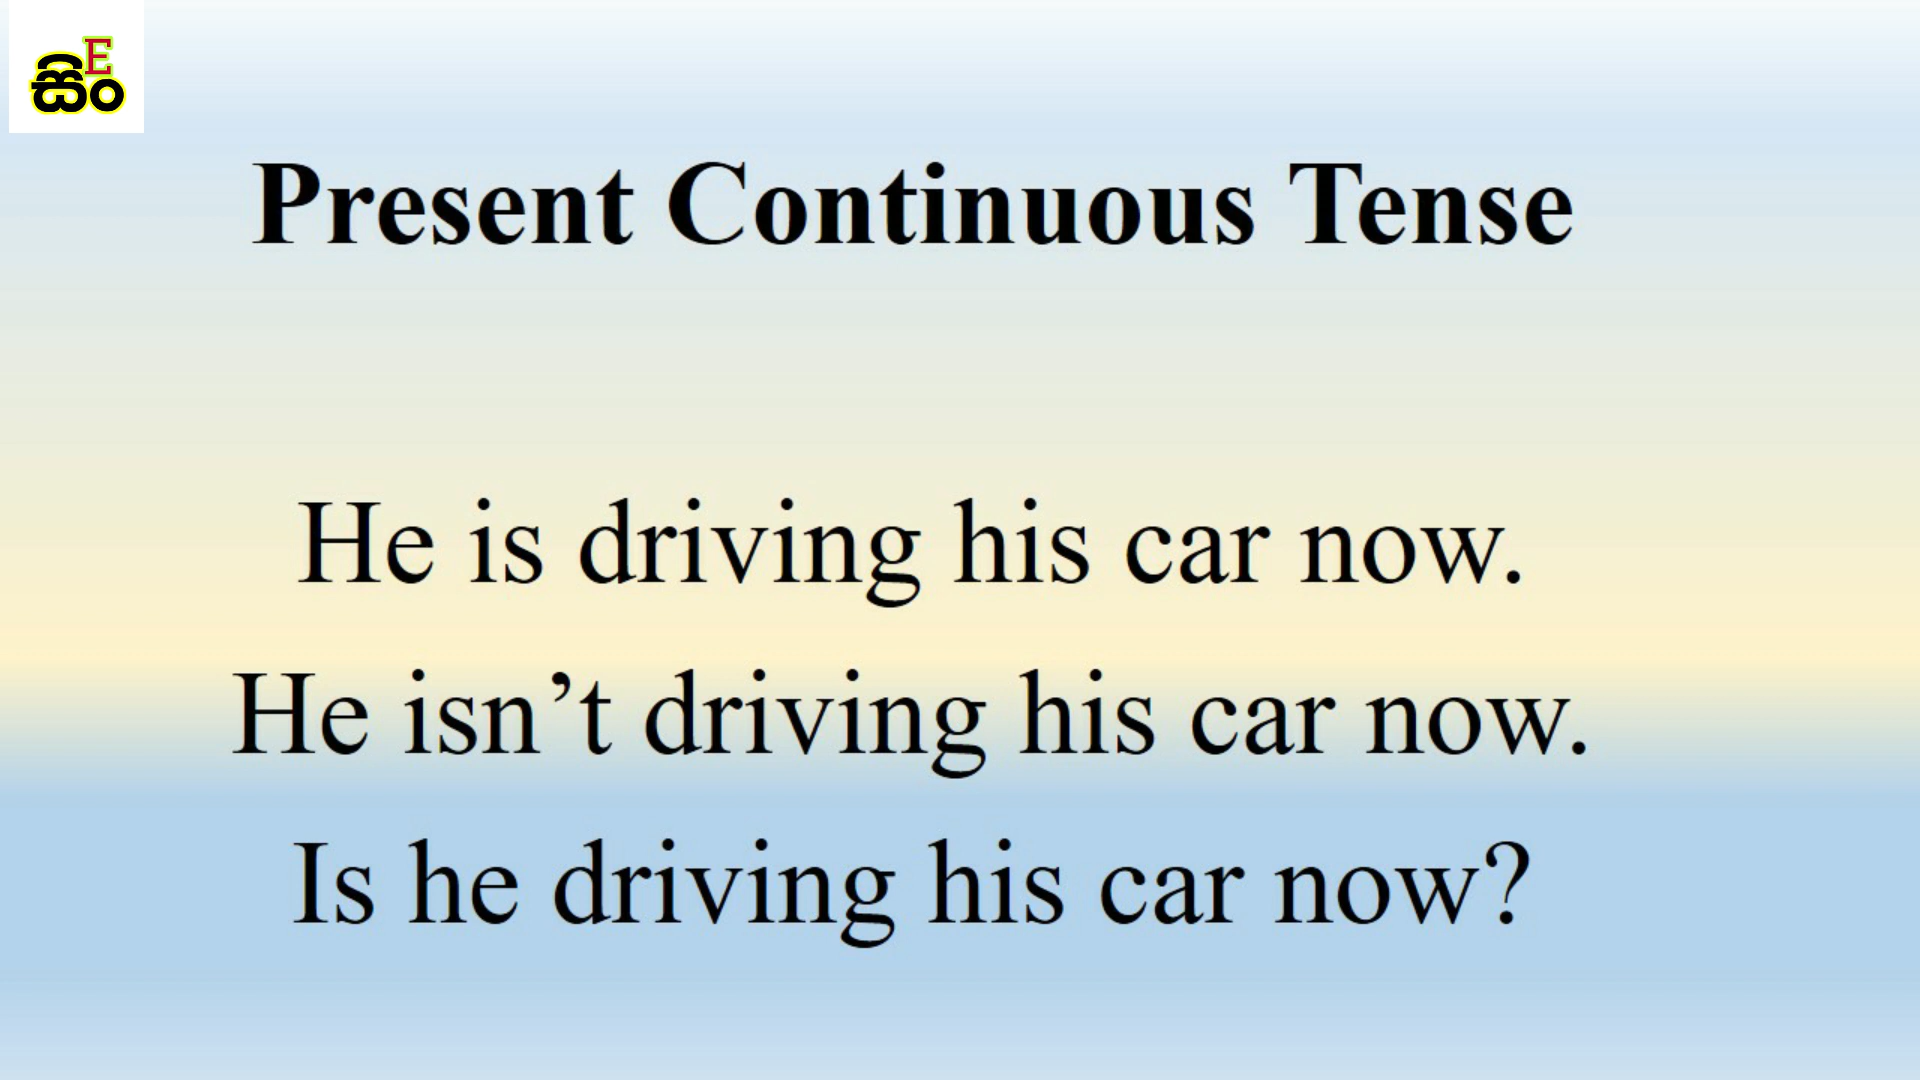 සිං
E
Present Continuous Tense
He is driving his car now.
He isn’t driving his car now.
Is he driving his car now?